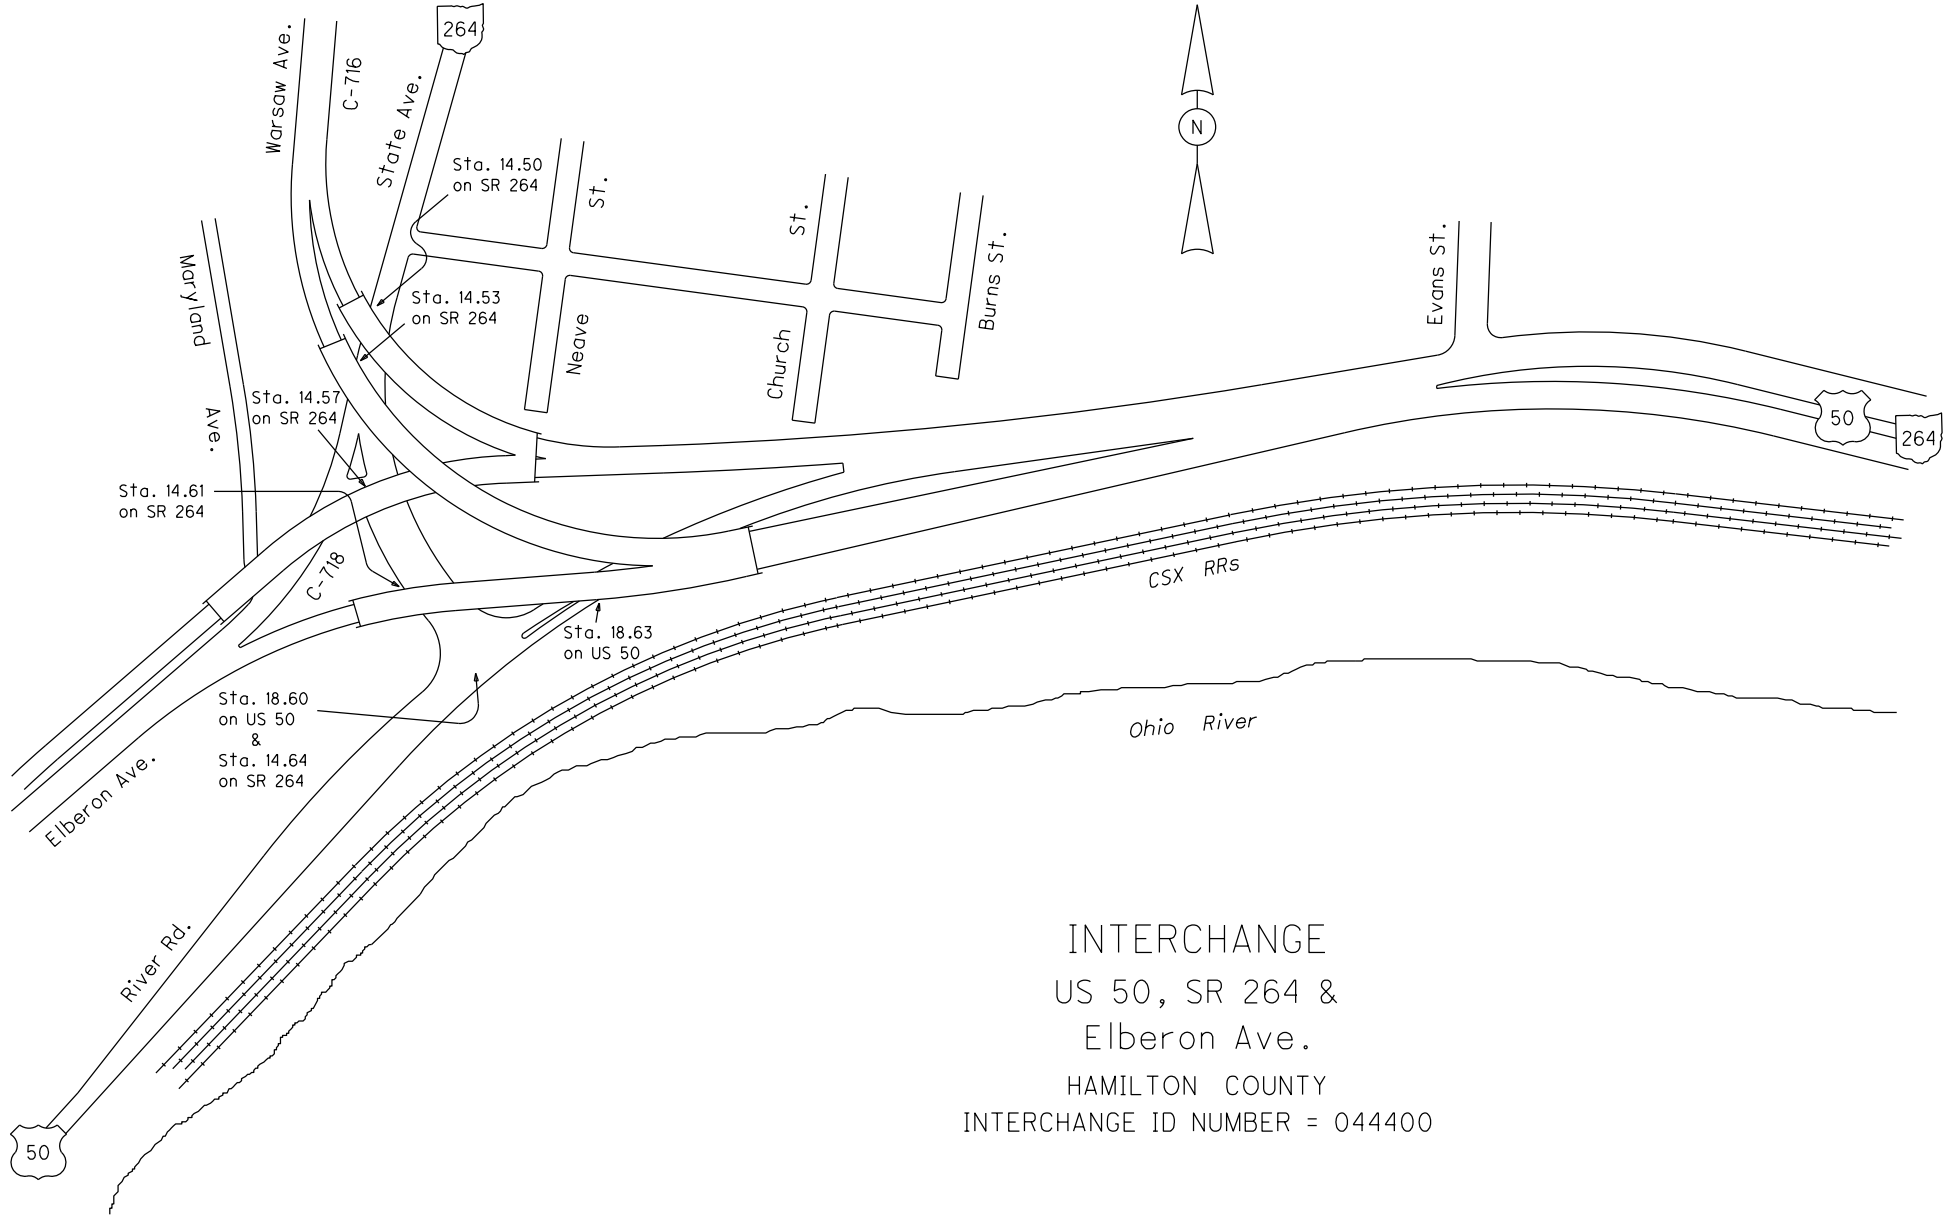 264
Warsaw Ave.
C-716
State Ave.
N
Sta. 14.50
on SR 264
St.
St.
Burns St.
Evans St.
Maryland
Ave.
Sta. 14.53
on SR 264
Neave
Church
Sta. 14.57
on SR 264
50
264
Sta. 14.61
on SR 264
C-718
CSX RRs
Sta. 18.63
on US 50
Sta. 18.60
on US 50
&
Sta. 14.64
on SR 264
Ohio River
Elberon Ave.
River Rd.
50
INTERCHANGE
US 50, SR 264 &
Elberon Ave.
HAMILTON COUNTY
INTERCHANGE ID NUMBER = 044400